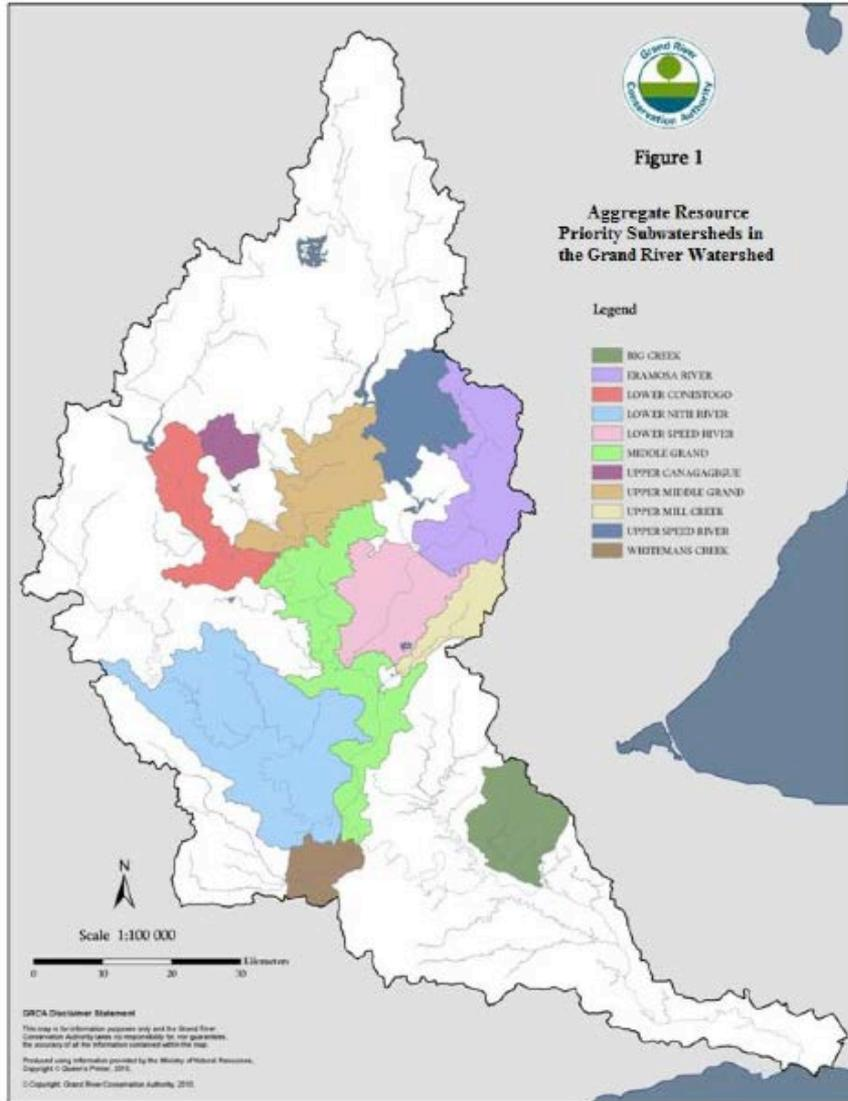 Grand River
Conservation Authority
Figure 1
Aggregate Resource
Priority Subwatersheds in
the Grand River Watershed
Legend
BIG CREEK
ERAMOSA RIVER
LOWER CONESTOGO
LOWER NITH RIVER
LOWER SPEED RIVER
MIDDLE GRAND
UPPER CANAGAGIGUE
UPPER MIDDLE GRAND
UPPER MILL CREEK
UPPER SPEED RIVER
WHITEMANS CREEK
N
Scale 1:100 000
Kilometers
0 10 20 30
GRCA Disclaimer Statement
This map is for information purposes only and the Grand River
Conservation Authority takes no responsibility for, nor guarantees,
the accuracy of all the information contained within the map.
Produced using information provided by the Ministry of Natural Resources,
Copyright © Queen's Printer, 2010.
© Copyright: Grand River Conservation Authority, 2010.